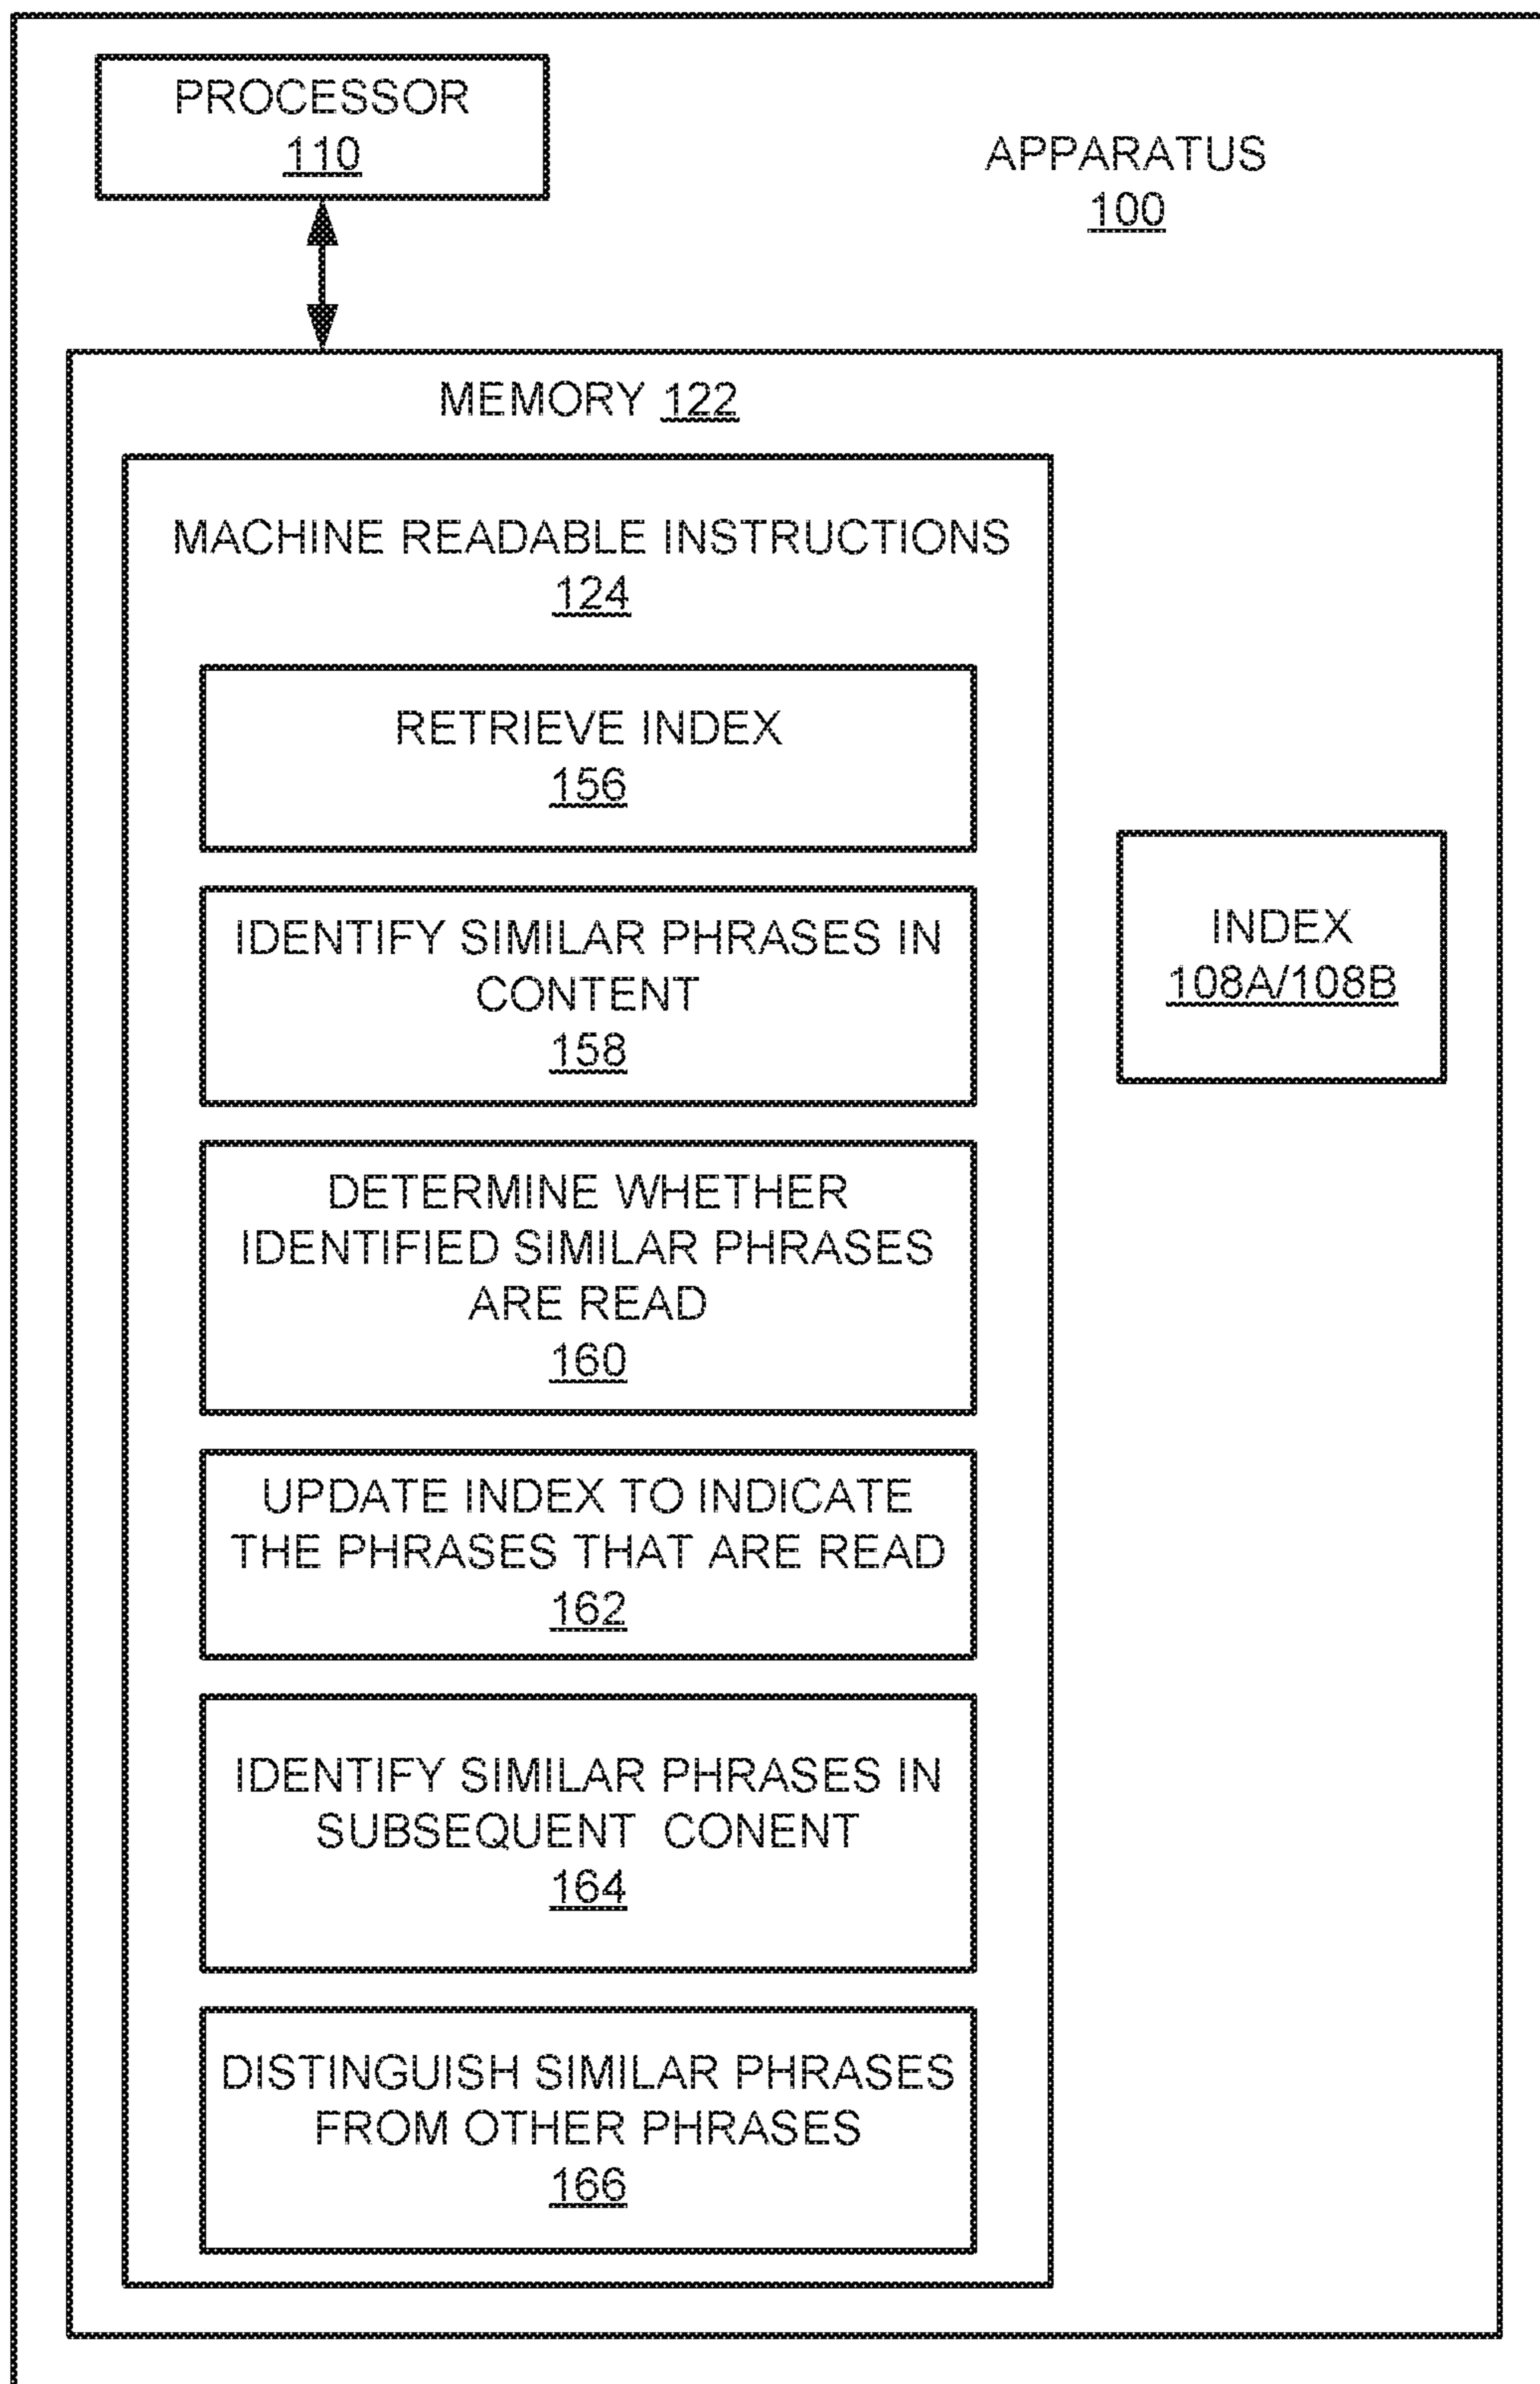 PROCESSOR
110
APPARATUS
100
MEMORY 122
MACHINE READABLE INSTRUCTIONS
124
RETRIEVE INDEX
156
IDENTIFY SIMILAR PHRASES IN
CONTENT
158
INDEX
108A/108B
DETERMINE WHETHER
IDENTIFIED SIMILAR PHRASES
ARE READ
160
UPDATE INDEX TO INDICATE
THE PHRASES THAT ARE READ
162
IDENTIFY SIMILAR PHRASES IN
SUBSEQUENT CONENT
164
DISTINGUISH SIMILAR PHRASES
FROM OTHER PHRASES
166